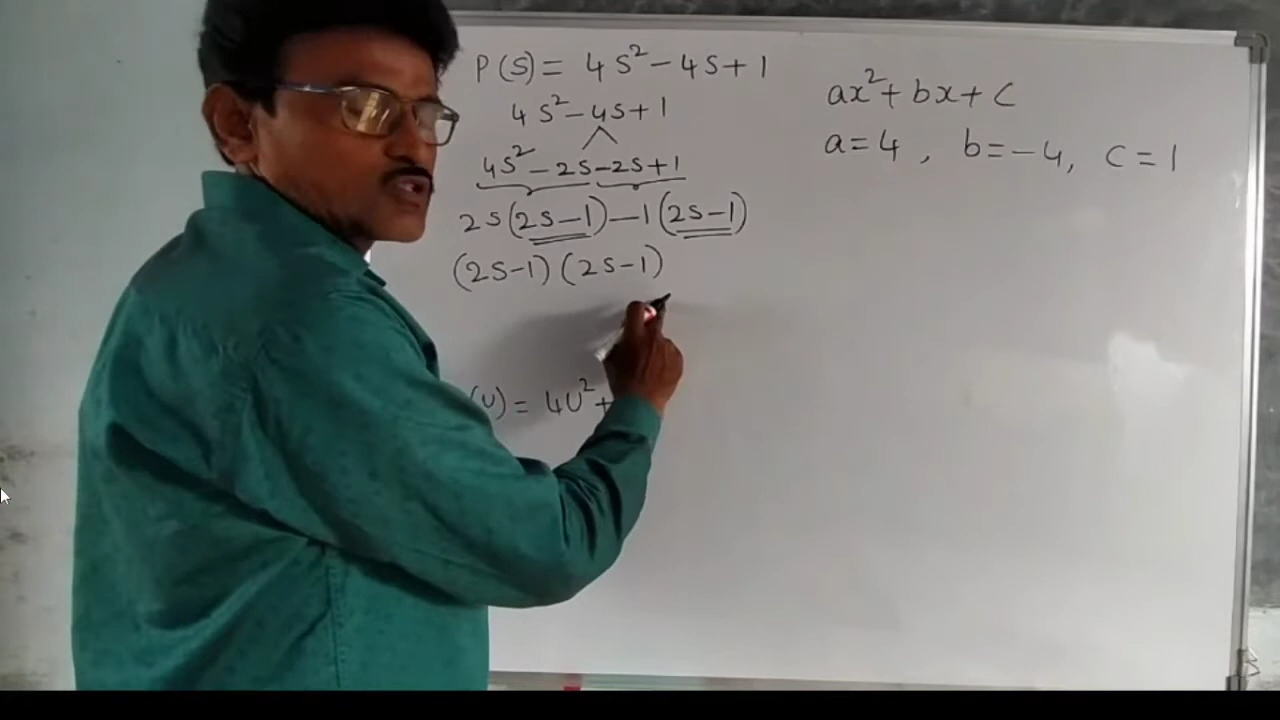 P(S) = 4S² - 4S + 1
4S² - 4S + 1
4S² - 2S - 2S + 1
2S(2S - 1) - 1(2S - 1)
(2S - 1)(2S - 1)
(U) = 4U² +
ax² + bx + c
a = 4, b = -4, c = 1